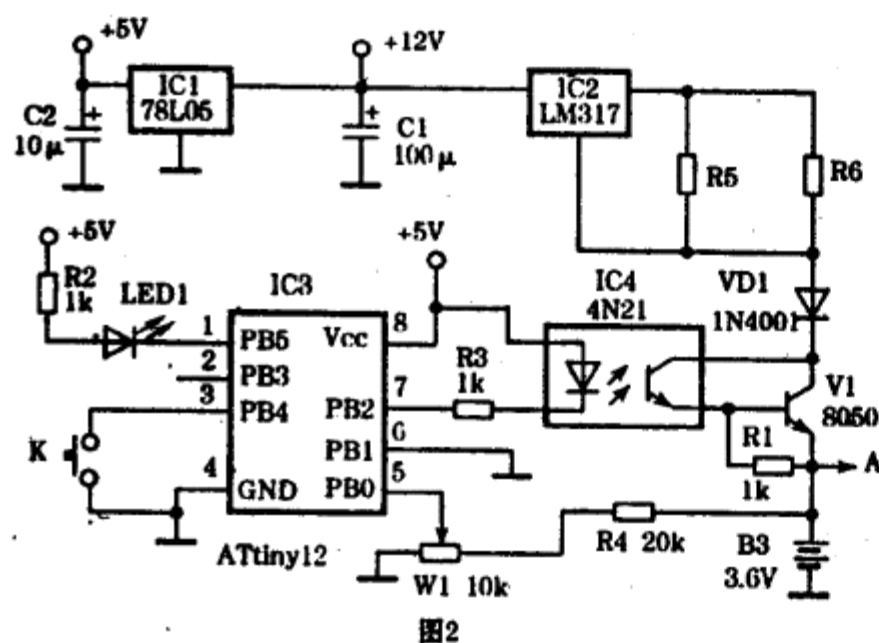 +5V
+12V
IC1
78L05
IC2
LM317
C2
10μ
+
C1
100μ
+
R5
R6
+5V
R2
1k
LED1
IC3
+5V
IC4
4N21
VD1
1N4001
1
PB5
Vcc
8
2
PB3
3
PB4
PB2
7
R3
1k
V1
8050
K
PB1
6
R1
1k
A
4
GND
PB0
5
ATtiny12
W1 10k
R4 20k
B3
3.6V
图2